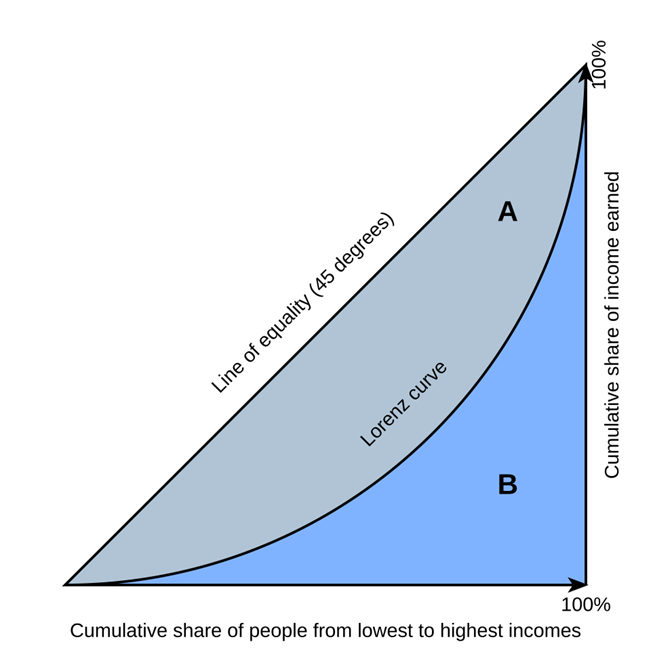 100%
Cumulative share of income earned
A
Line of equality (45 degrees)
Lorenz curve
B
100%
Cumulative share of people from lowest to highest incomes